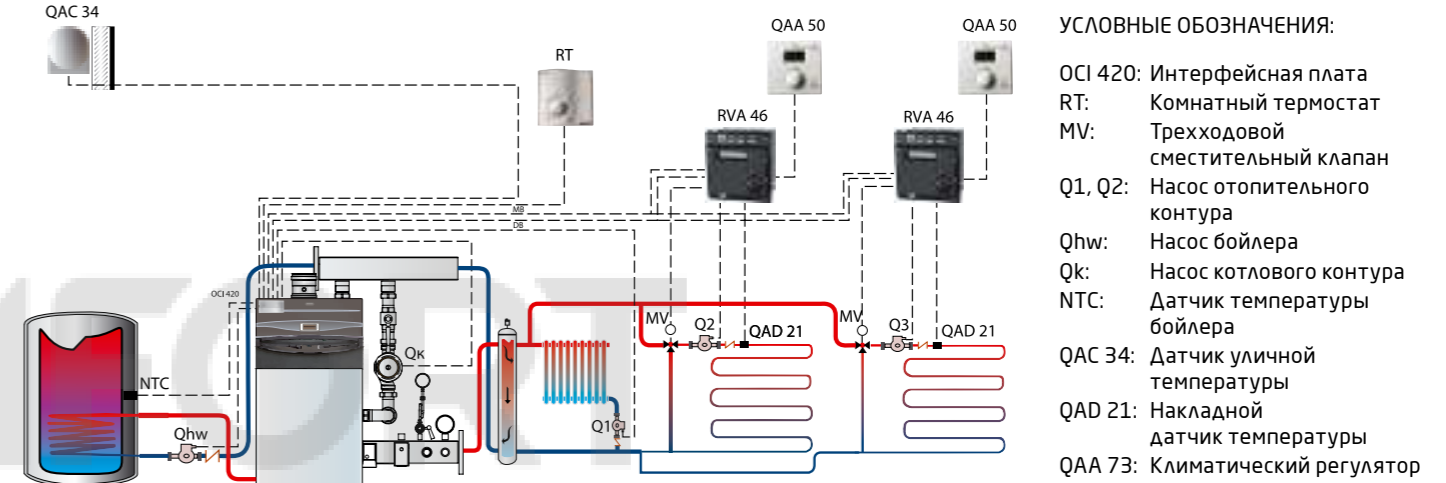 QAC 34
RT
QAA 50
QAA 50
RVA 46
RVA 46
MB
DB
OCI 420
NTC
Qhw
Qк
Q1
MV
Q2
QAD 21
MV
Q3
QAD 21
УСЛОВНЫЕ ОБОЗНАЧЕНИЯ:
OCI 420: Интерфейсная плата
RT: Комнатный термостат
MV: Трехходовой
сместительный клапан
Q1, Q2: Насос отопительного
контура
Qhw: Насос бойлера
Qk: Насос котлового контура
NTC: Датчик температуры
бойлера
QAC 34: Датчик уличной
температуры
QAD 21: Накладной
датчик температуры
QAA 73: Климатический регулятор